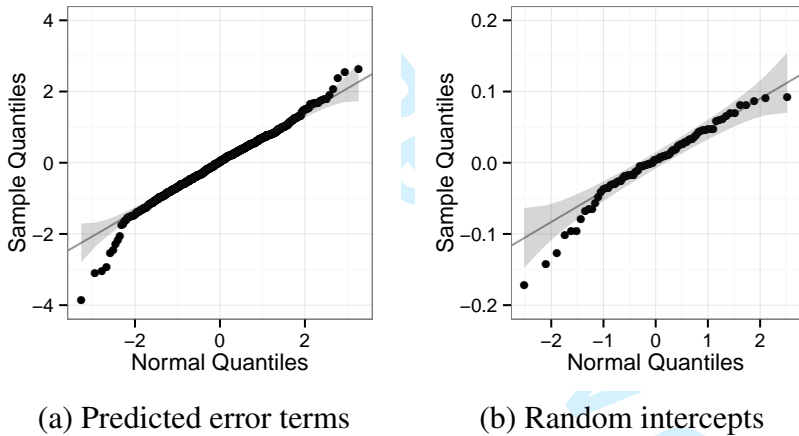 4
2
0
−2
−4
Sample Quantiles
−2 0 2
Normal Quantiles
(a) Predicted error terms
0.2
0.1
0.0
−0.1
−0.2
Sample Quantiles
−2 −1 0 1 2
Normal Quantiles
(b) Random intercepts